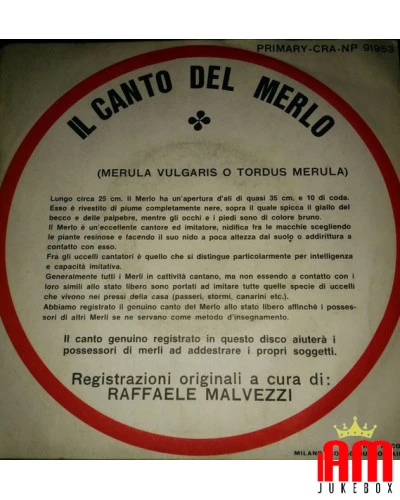 PRIMARY-CRA-NP 91953
IL CANTO DEL MERLO
(MERULA VULGARIS O TORDUS MERULA)
Lungo circa 25 cm. Il Merlo ha un'apertura d'ali di quasi 35 cm. e 10 di coda.
Esso è rivestito di piume completamente nere, sopra il quale spicca il giallo del
becco e delle palpebre, mentre gli occhi e i piedi sono di colore bruno.
Il Merlo è un'eccellente cantore ed imitatore, nidifica fra le macchie scegliendo
le piante resinose e facendo il suo nido a poca altezza dal suolo o addirittura a
contatto con esso.
Fra gli uccelli cantatori è quello che si distingue particolarmente per intelligenza
e capacità imitativa.
Generalmente tutti i Merli in cattività cantano, ma non essendo a contatto con i
loro simili allo stato libero sono portati ad imitare tutte quelle specie di uccelli
che vivono nei pressi della casa (passeri, stormi, canarini etc.).
Abbiamo registrato il genuino canto del Merlo allo stato libero affinchè i posses-
sori di altri Merli se ne servano come metodo d'insegnamento.
Il canto genuino registrato in questo disco aiuterà i
possessori di merli ad addestrare i propri soggetti.
Registrazioni originali a cura di:
RAFFAELE MALVEZZI
MILANO
IAM
JUKEBOX